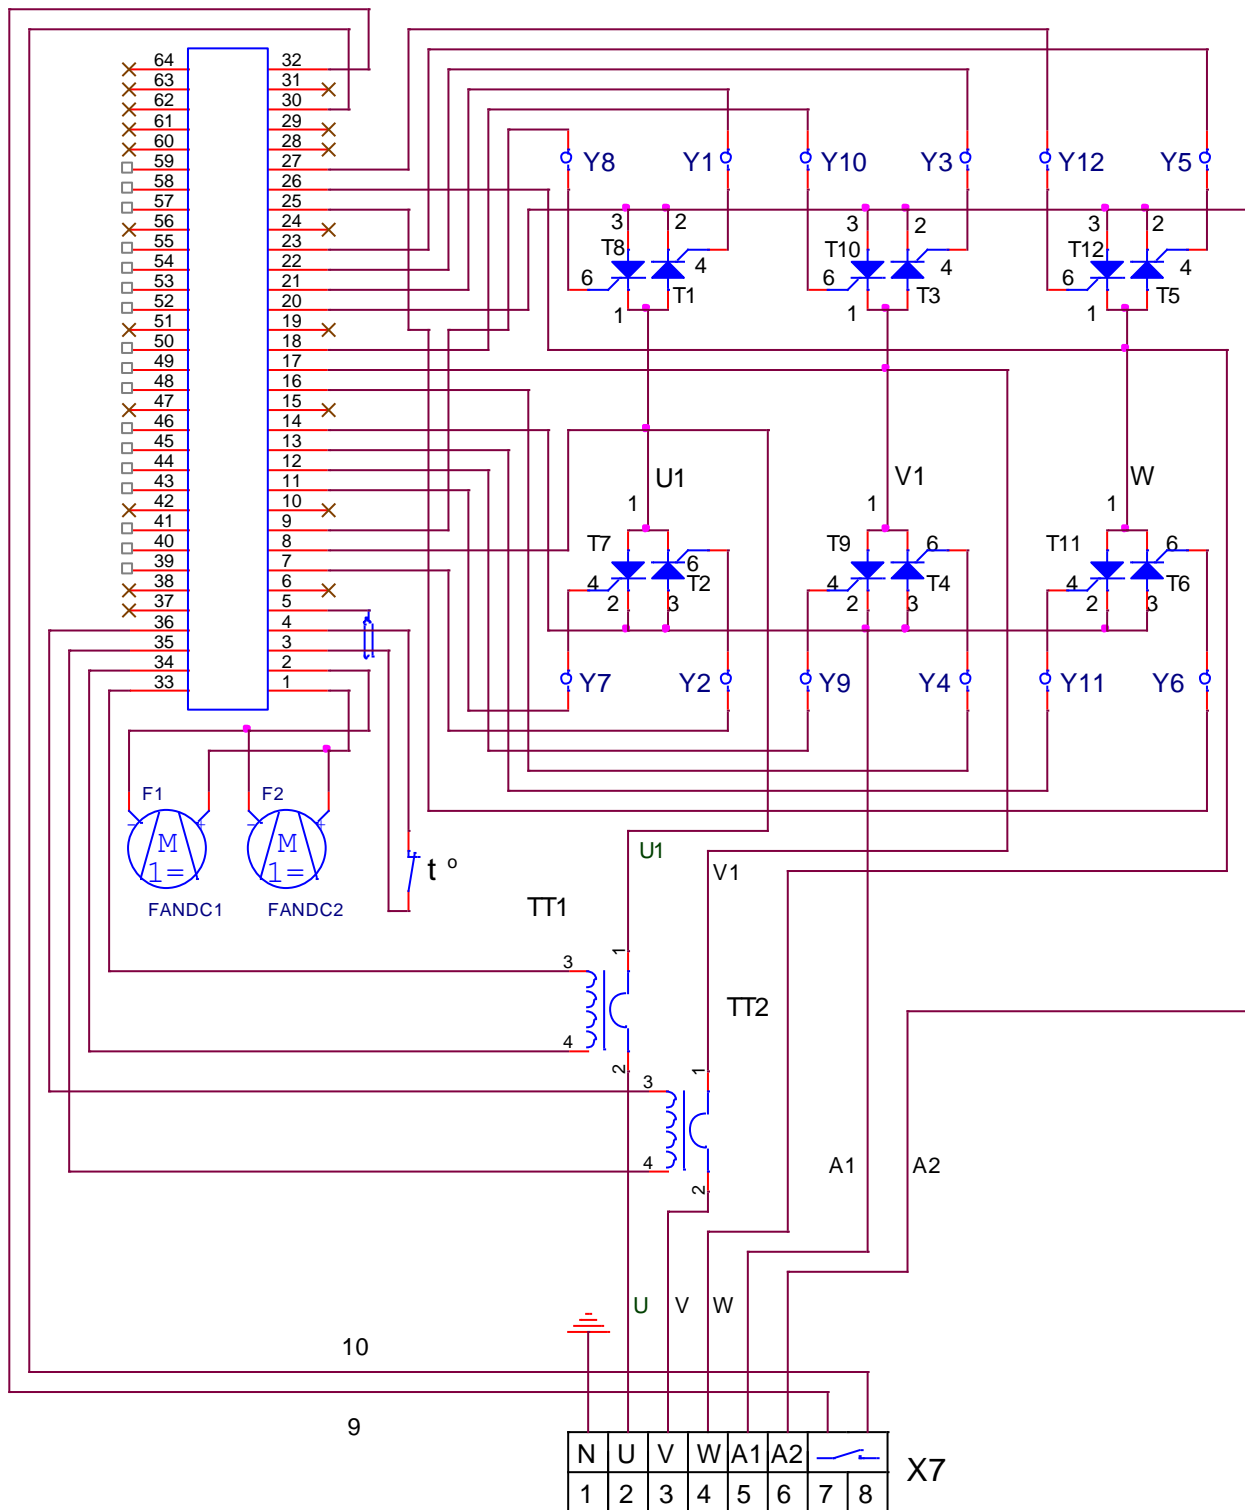 64 32
63 31
62 30
61 29
60 28
59 27
58 26
57 25
56 24
55 23
54 22
53 21
52 20
51 19
50 18
49 17
48 16
47 15
46 14
45 13
44 12
43 11
42 10
41 9
40 8
39 7
38 6
37 5
36 4
35 3
34 2
33 1
Y8 Y1 Y10 Y3 Y12 Y5
3 2 3 2 3 2
T8 T10 T12
6 4 6 4 6 4
T1 T3 T5
1 1 1
U1 V1 W
1 1 1
T7 T9 T11
6 6 6
4 T2 4 T4 4 T6
2 3 2 3 2 3
Y7 Y2 Y9 Y4 Y11 Y6
F1 F2
- + - +
M M
1= 1=
FANDC1 FANDC2
t °
U1
V1
TT1
1
3
4
2
TT2
1
3
4
2
A1 A2
U V W
10
9
N U V W A1 A2
X7
1 2 3 4 5 6 7 8